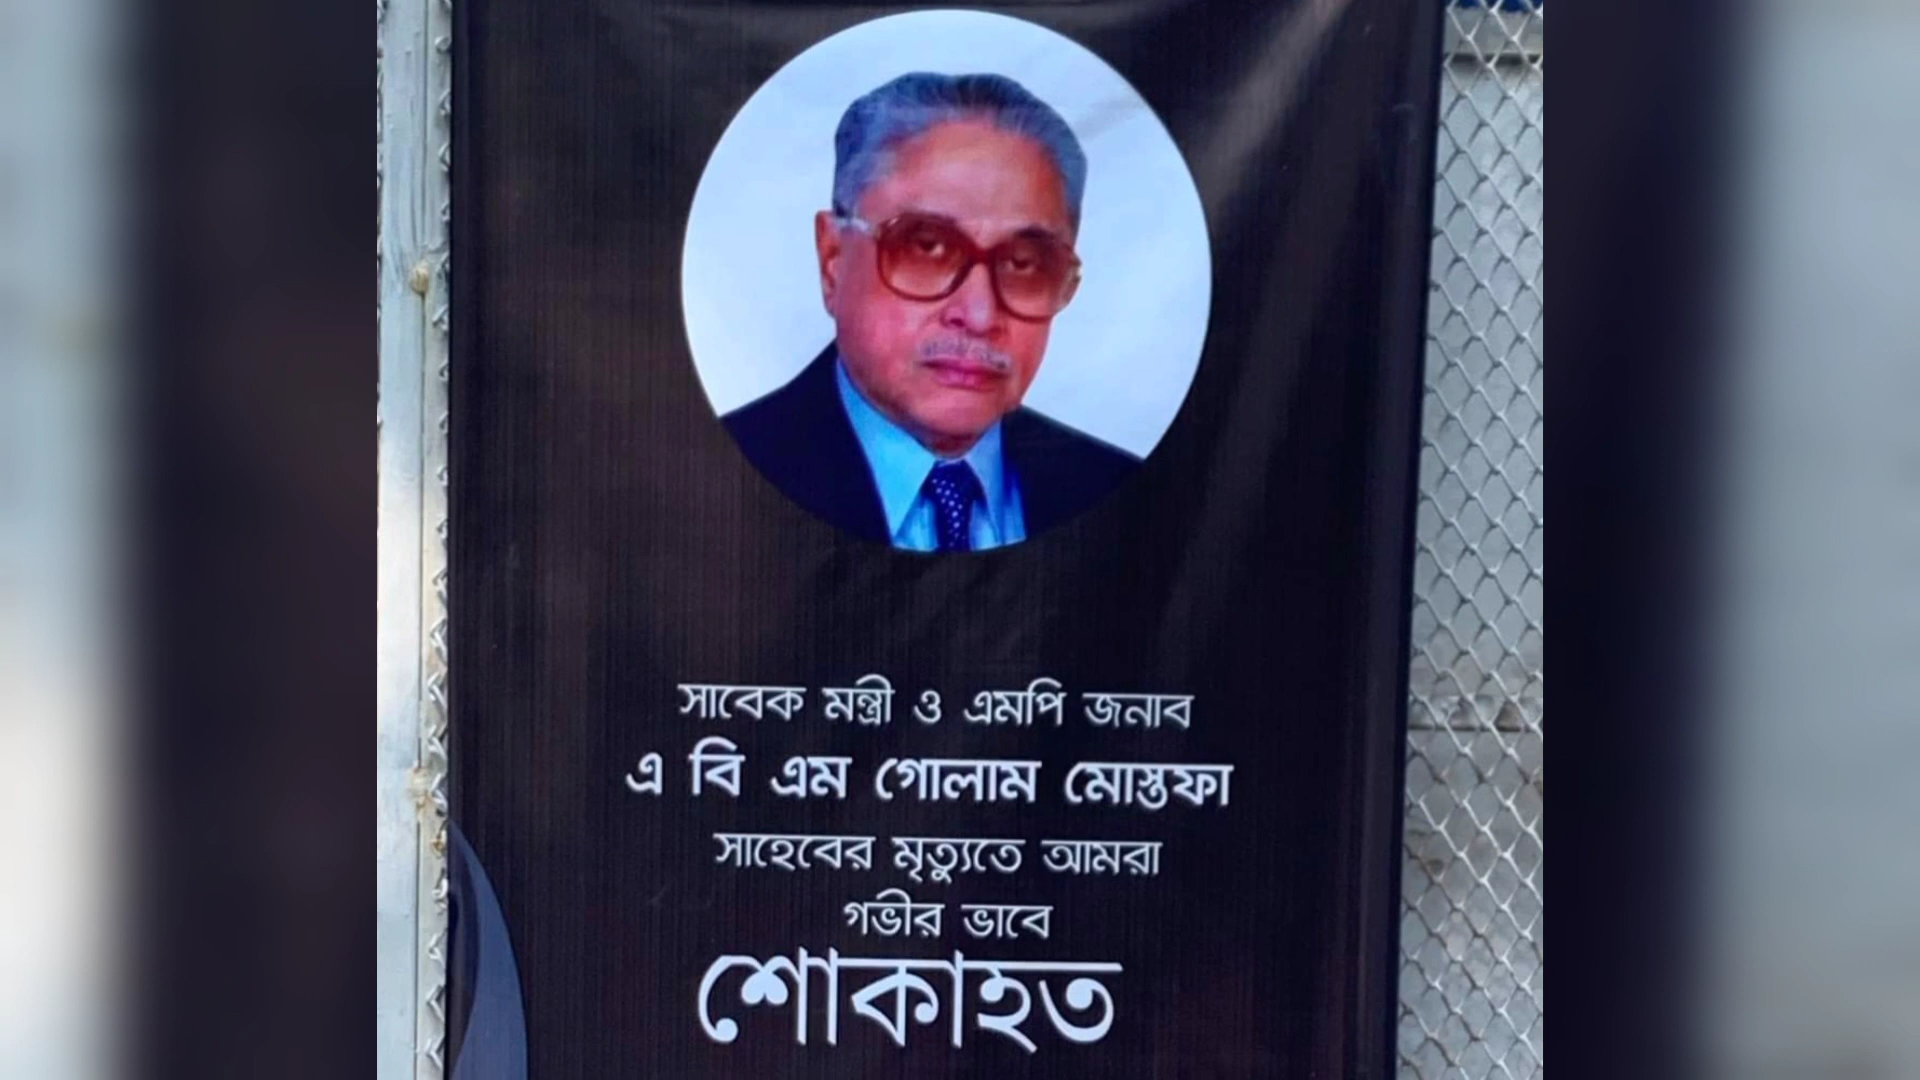 সাবেক মন্ত্রী ও এমপি জনাব
এ বি এম গোলাম মোস্তফা
সাহেবের মৃত্যুতে আমরা
গভীর ভাবে
শোকাহত